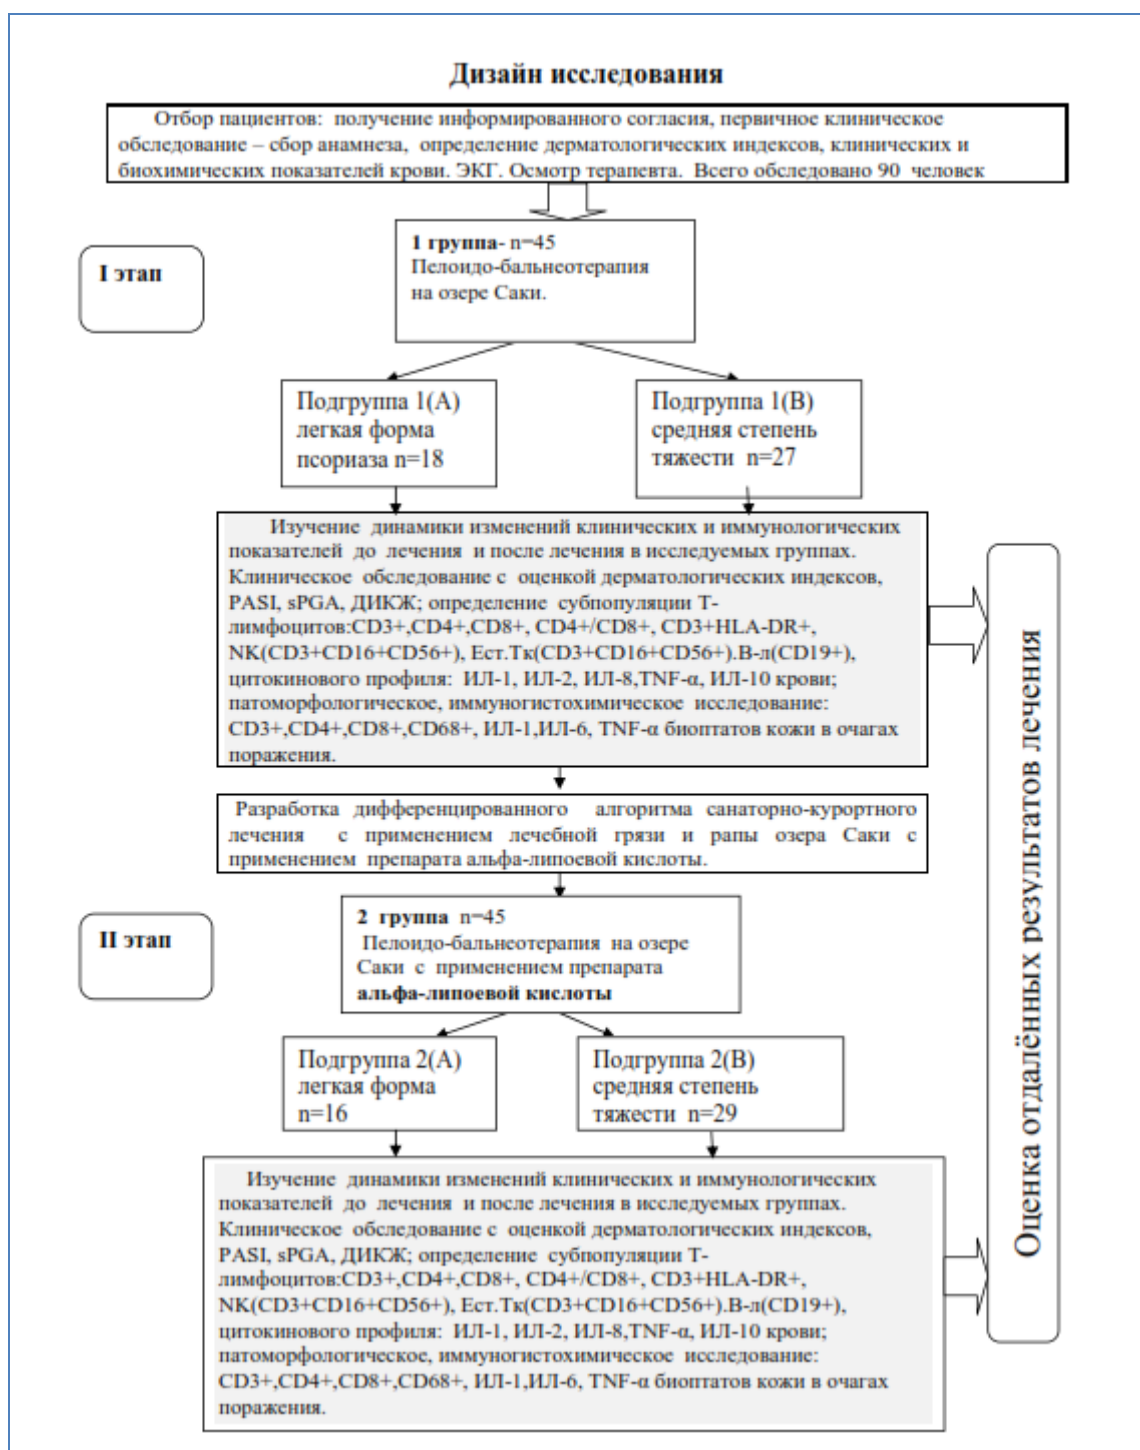 Дизайн исследования
Отбор пациентов: получение информированного согласия, первичное клиническое
обследование – сбор анамнеза, определение дерматологических индексов, клинических и
биохимических показателей крови. ЭКГ. Осмотр терапевта. Всего обследовано 90 человек
I этап
1 группа- n=45
Пелоидо-бальнеотерапия
на озере Саки.
Подгруппа 1(А)
легкая форма
псориаза n=18
Подгруппа 1(В)
средняя степень
тяжести n=27
Изучение динамики изменений клинических и иммунологических
показателей до лечения и после лечения в исследуемых группах.
Клиническое обследование с оценкой дерматологических индексов,
PASI, sPGA, ДИКЖ; определение субпопуляции Т-
лимфоцитов:CD3+,CD4+,CD8+, CD4+/CD8+, CD3+HLA-DR+,
NK(CD3+CD16+CD56+), Ест.Тк(CD3+CD16+CD56+).В-л(CD19+),
цитокинового профиля: ИЛ-1, ИЛ-2, ИЛ-8,TNF-α, ИЛ-10 крови;
патоморфологическое, иммуногистохимическое исследование:
CD3+,CD4+,CD8+,CD68+, ИЛ-1,ИЛ-6, TNF-α биоптатов кожи в очагах
поражения.
Разработка дифференцированного алгоритма санаторно-курортного
лечения с применением лечебной грязи и рапы озера Саки с
применением препарата альфа-липоевой кислоты.
II этап
2 группа n=45
Пелоидо-бальнеотерапия на озере
Саки с применением препарата
альфа-липоевой кислоты
Подгруппа 2(А)
легкая форма
n=16
Подгруппа 2(В)
средняя степень
тяжести n=29
Изучение динамики изменений клинических и иммунологических
показателей до лечения и после лечения в исследуемых группах.
Клиническое обследование с оценкой дерматологических индексов,
PASI, sPGA, ДИКЖ; определение субпопуляции Т-
лимфоцитов:CD3+,CD4+,CD8+, CD4+/CD8+, CD3+HLA-DR+,
NK(CD3+CD16+CD56+), Ест.Тк(CD3+CD16+CD56+).В-л(CD19+),
цитокинового профиля: ИЛ-1, ИЛ-2, ИЛ-8,TNF-α, ИЛ-10 крови;
патоморфологическое, иммуногистохимическое исследование:
CD3+,CD4+,CD8+,CD68+, ИЛ-1,ИЛ-6, TNF-α биоптатов кожи в очагах
поражения.
Оценка отдалённых результатов лечения